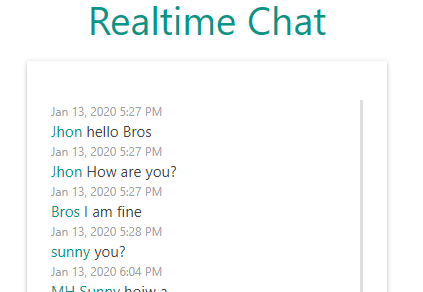 Realtime Chat
Jan 13, 2020 5:27 PM
Jhon hello Bros
Jan 13, 2020 5:27 PM
Jhon How are you?
Jan 13, 2020 5:27 PM
Bros I am fine
Jan 13, 2020 5:28 PM
sunny you?
Jan 13, 2020 6:04 PM
MH Sunny